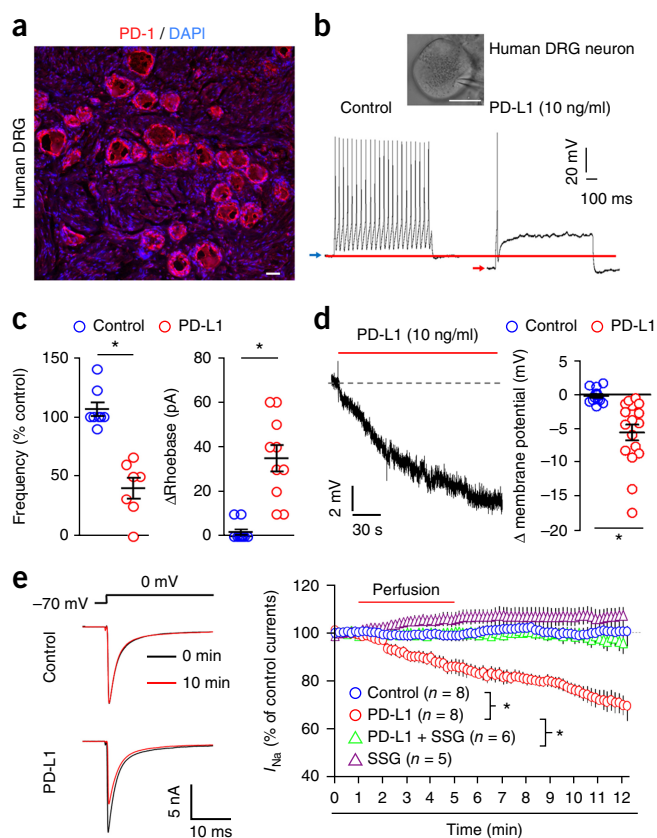 a
PD-1 / DAPI
Human DRG
b
Human DRG neuron
Control
PD-L1 (10 ng/ml)
20 mV
100 ms
c
Control
PD-L1
*
*
Frequency (% control)
150
100
50
0
ΔRhoebase (pA)
80
60
40
20
0
d
PD-L1 (10 ng/ml)
2 mV
30 s
Control
PD-L1
Δ membrane potential (mV)
5
0
−5
−10
−15
−20
*
e
0 mV
−70 mV
Control
0 min
10 min
PD-L1
5 nA
10 ms
Perfusion
I Na (% of control currents)
120
100
80
60
40
Control (n = 8)
PD-L1 (n = 8)
PD-L1 + SSG (n = 6)
SSG (n = 5)
*
*
0 1 2 3 4 5 6 7 8 9 10 11 12
Time (min)